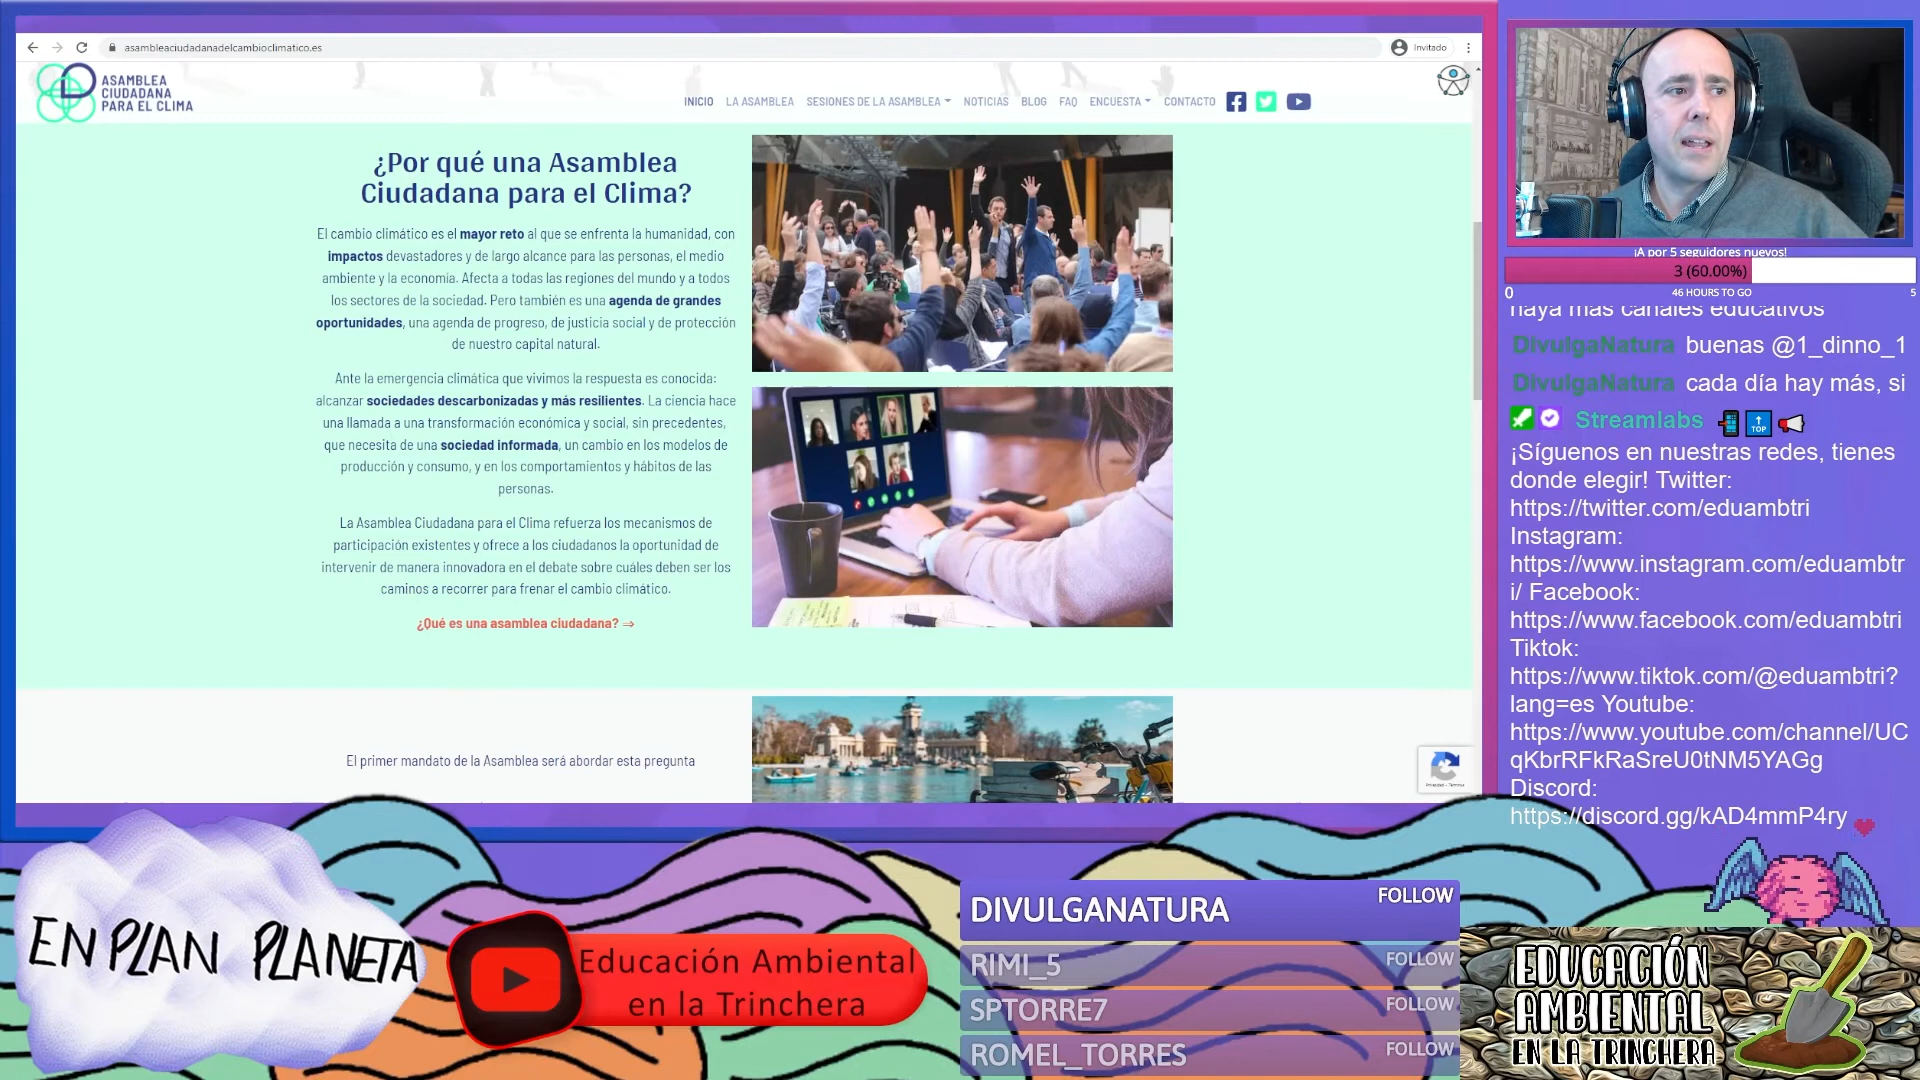 asambleaciudadanadelcambioclimatico.es
Invitado
ASAMBLEA
CIUDADANA
PARA EL CLIMA
INICIO LA ASAMBLEA SESIONES DE LA ASAMBLEA NOTICIAS BLOG FAQ ENCUESTA CONTACTO
¿Por qué una Asamblea
Ciudadana para el Clima?
El cambio climático es el mayor reto al que se enfrenta la humanidad, con
impactos devastadores y de largo alcance para las personas, el medio
ambiente y la economía. Afecta a todas las regiones del mundo y a todos
los sectores de la sociedad. Pero también es una agenda de grandes
oportunidades, una agenda de progreso, de justicia social y de protección
de nuestro capital natural.
Ante la emergencia climática que vivimos la respuesta es conocida:
alcanzar sociedades descarbonizadas y más resilientes. La ciencia hace
una llamada a una transformación económica y social, sin precedentes,
que necesita de una sociedad informada, un cambio en los modelos de
producción y consumo, y en los comportamientos y hábitos de las
personas.
La Asamblea Ciudadana para el Clima refuerza los mecanismos de
participación existentes y ofrece a los ciudadanos la oportunidad de
intervenir de manera innovadora en el debate sobre cuáles deben ser los
caminos a recorrer para frenar el cambio climático.
¿Qué es una asamblea ciudadana? ⇒
El primer mandato de la Asamblea será abordar esta pregunta
Privacidad - Términos
¡A por 5 seguidores nuevos!
3 (60.00%)
0 46 HOURS TO GO 5
haya más canales educativos
DivulgaNatura buenas @1_dinno_1
DivulgaNatura cada día hay más, si
Streamlabs
TOP
¡Síguenos en nuestras redes, tienes
donde elegir! Twitter:
https://twitter.com/eduambtri
Instagram:
https://www.instagram.com/eduambtr
i/ Facebook:
https://www.facebook.com/eduambtri
Tiktok:
https://www.tiktok.com/@eduambtri?
lang=es Youtube:
https://www.youtube.com/channel/UC
qKbrRFkRaSreU0tNM5YAGg
Discord:
https://discord.gg/kAD4mmP4ry
EN PLAN PLANETA
Educación Ambiental
en la Trinchera
DIVULGANATURA FOLLOW
RIMI_5 FOLLOW
SPTORRE7 FOLLOW
ROMEL_TORRES FOLLOW
EDUCACIÓN
AMBIENTAL
EN LA TRINCHERA